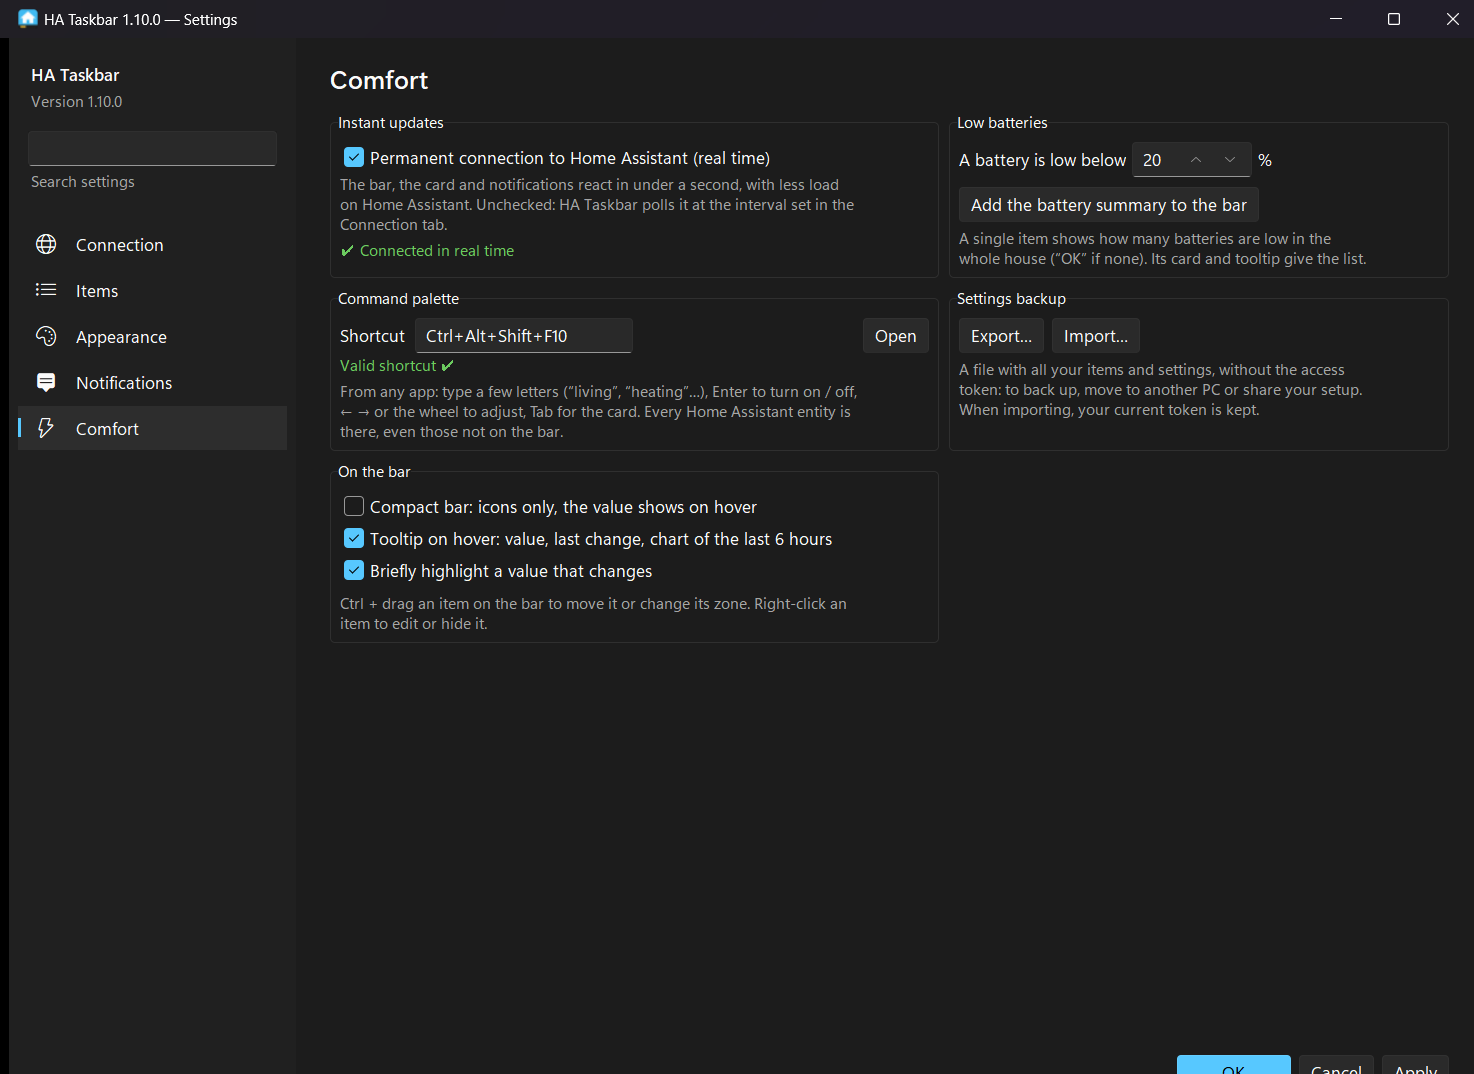 HA Taskbar 1.10.0 — Settings
HA Taskbar
Version 1.10.0
Search settings
Connection
Items
Appearance
Notifications
Comfort
Comfort
Instant updates
Permanent connection to Home Assistant (real time)
The bar, the card and notifications react in under a second, with less load
on Home Assistant. Unchecked: HA Taskbar polls it at the interval set in the
Connection tab.
✔ Connected in real time
Low batteries
A battery is low below 20 %
Add the battery summary to the bar
A single item shows how many batteries are low in the
whole house (“OK” if none). Its card and tooltip give the list.
Command palette
Shortcut Ctrl+Alt+Shift+F10 Open
Valid shortcut ✔
From any app: type a few letters (“living”, “heating”...), Enter to turn on / off,
← → or the wheel to adjust, Tab for the card. Every Home Assistant entity is
there, even those not on the bar.
Settings backup
Export... Import...
A file with all your items and settings, without the access
token: to back up, move to another PC or share your setup.
When importing, your current token is kept.
On the bar
Compact bar: icons only, the value shows on hover
Tooltip on hover: value, last change, chart of the last 6 hours
Briefly highlight a value that changes
Ctrl + drag an item on the bar to move it or change its zone. Right-click an
item to edit or hide it.
OK Cancel Apply